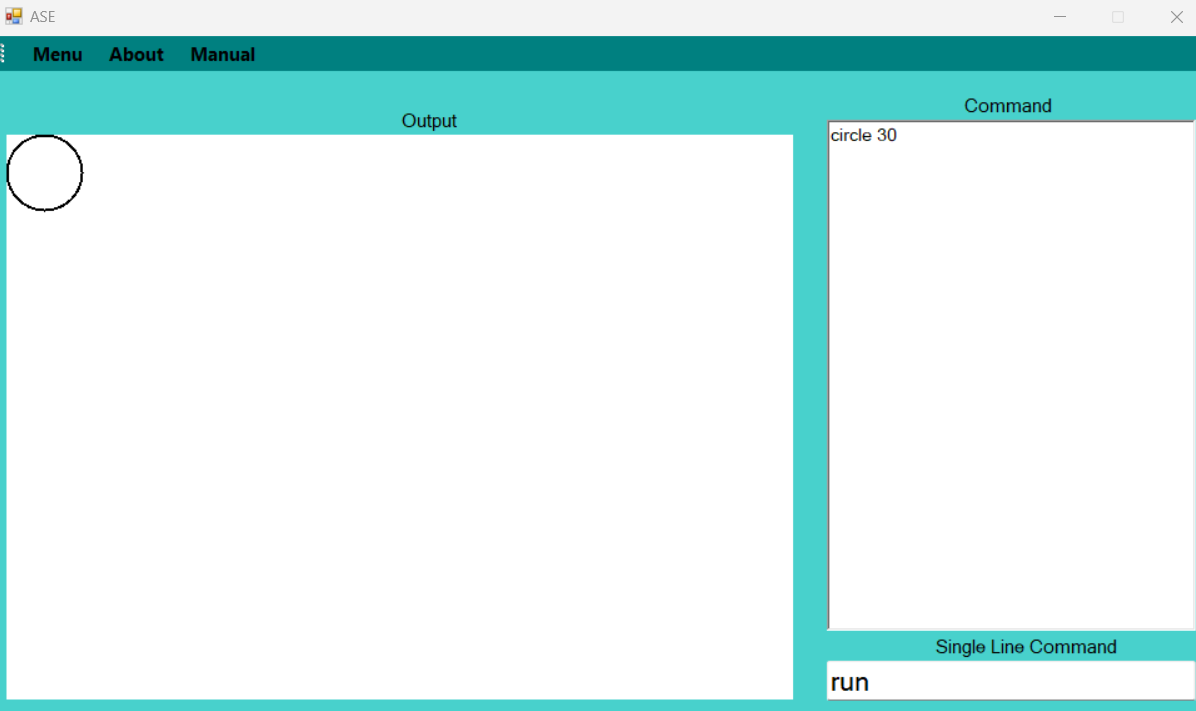 ASE
Menu About Manual
Output
Command
circle 30
Single Line Command
run